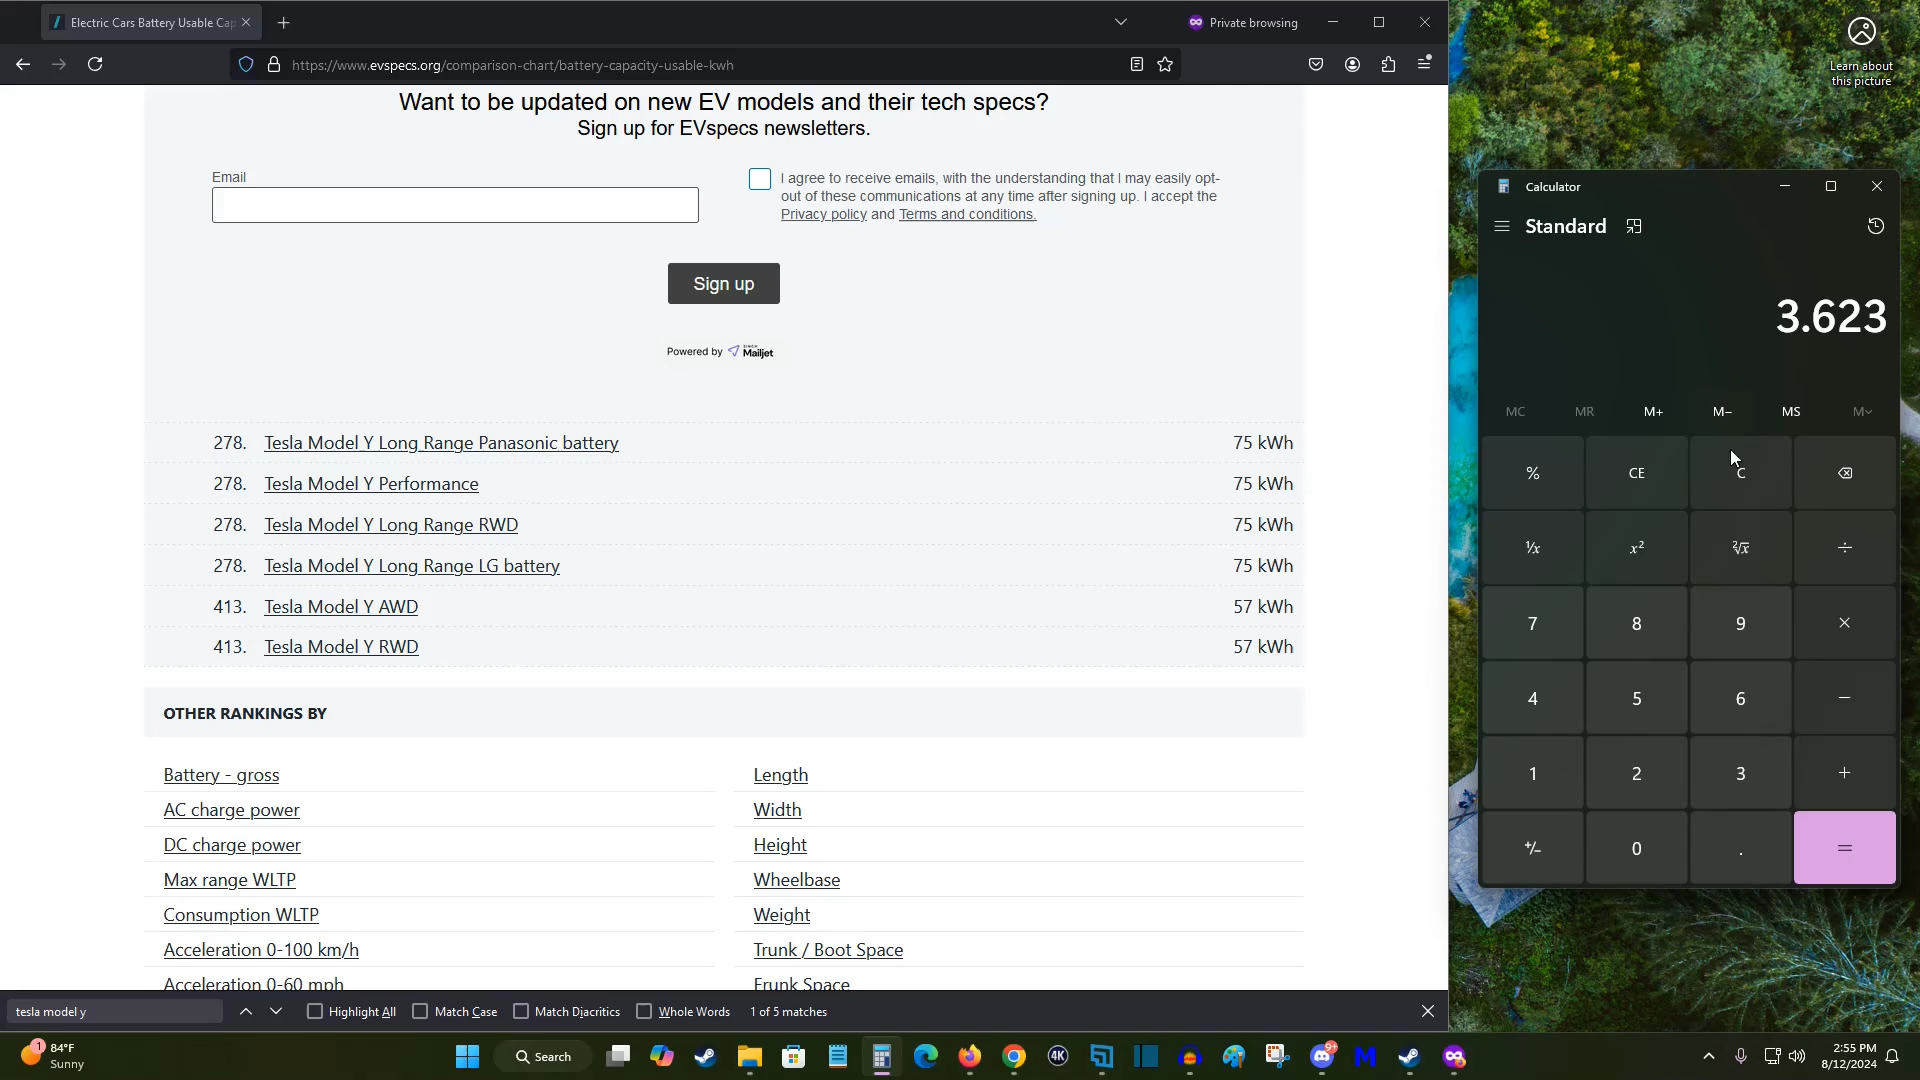 Electric Cars Battery Usable Cap
Private browsing
https://www.evspecs.org/comparison-chart/battery-capacity-usable-kwh
Learn about
this picture
Want to be updated on new EV models and their tech specs?
Sign up for EVspecs newsletters.
Email
I agree to receive emails, with the understanding that I may easily opt-
out of these communications at any time after signing up. I accept the
Privacy policy and Terms and conditions.
Sign up
Powered by Mailjet
278. Tesla Model Y Long Range Panasonic battery 75 kWh
278. Tesla Model Y Performance 75 kWh
278. Tesla Model Y Long Range RWD 75 kWh
278. Tesla Model Y Long Range LG battery 75 kWh
413. Tesla Model Y AWD 57 kWh
413. Tesla Model Y RWD 57 kWh
OTHER RANKINGS BY
Battery - gross
AC charge power
DC charge power
Max range WLTP
Consumption WLTP
Acceleration 0-100 km/h
Acceleration 0-60 mph
Length
Width
Height
Wheelbase
Weight
Trunk / Boot Space
Frunk Space
tesla model y
Highlight All
Match Case
Match Diacritics
Whole Words
1 of 5 matches
Calculator
Standard
3.623
MC MR M+ M− MS M
% CE C
¹/x x² ²√x ÷
7 8 9 ×
4 5 6 −
1 2 3 +
+/− 0 . =
1
84°F
Sunny
Search
4K
9+
2:55 PM
8/12/2024